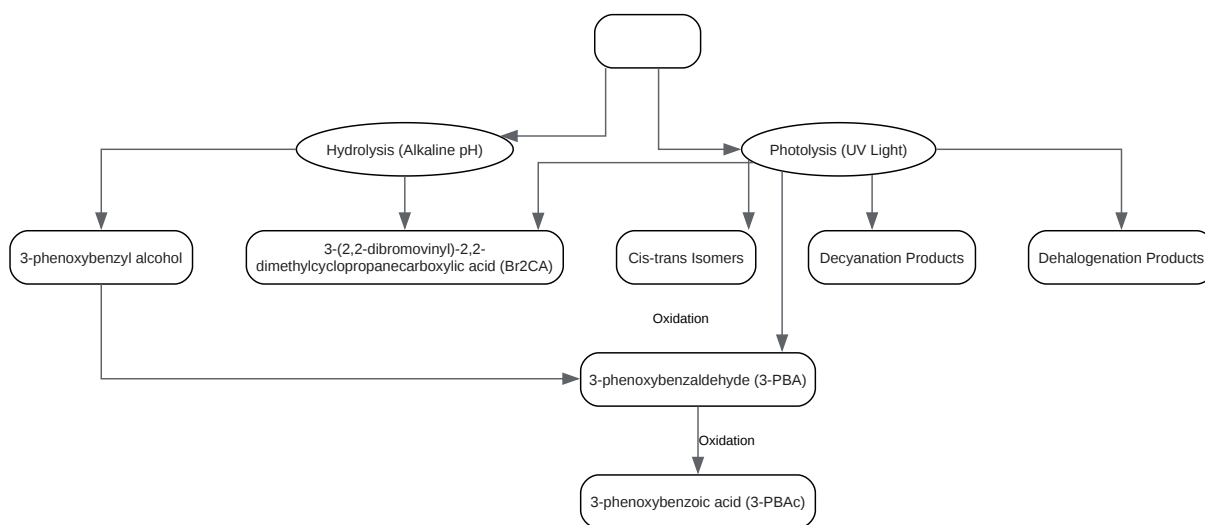 Hydrolysis (Alkaline pH)
Photolysis (UV Light)
3-phenoxybenzyl alcohol
3-(2,2-dibromovinyl)-2,2-
dimethylcyclopropanecarboxylic acid (Br2CA)
Cis-trans Isomers
Decyanation Products
Dehalogenation Products
Oxidation
3-phenoxybenzaldehyde (3-PBA)
Oxidation
3-phenoxybenzoic acid (3-PBAc)